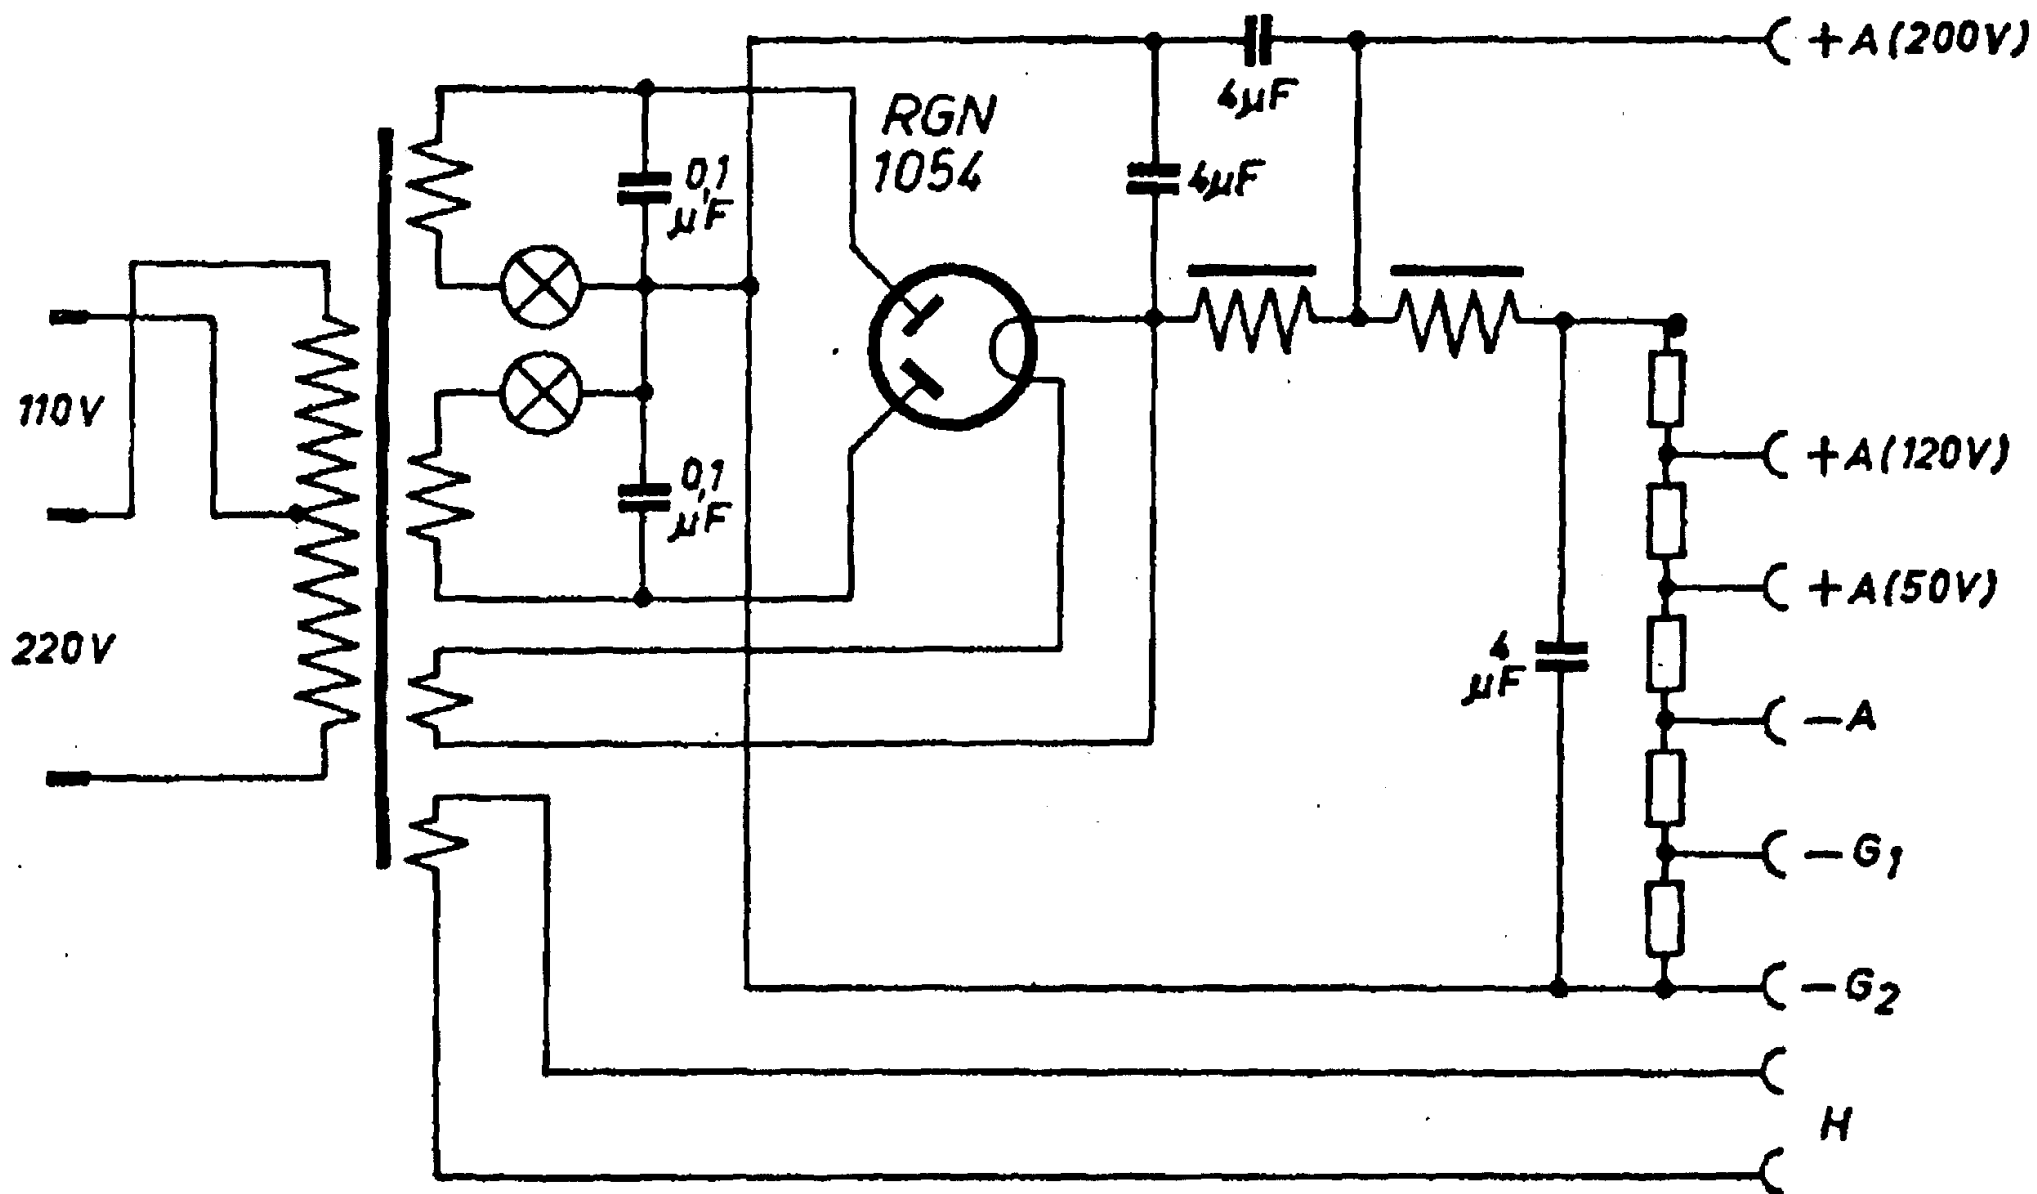 +A(200V)
4µF
RGN
1054
0,1
µF
4µF
110V
+A(120V)
0,1
µF
+A(50V)
220V
4
µF
-A
-G1
-G2
H